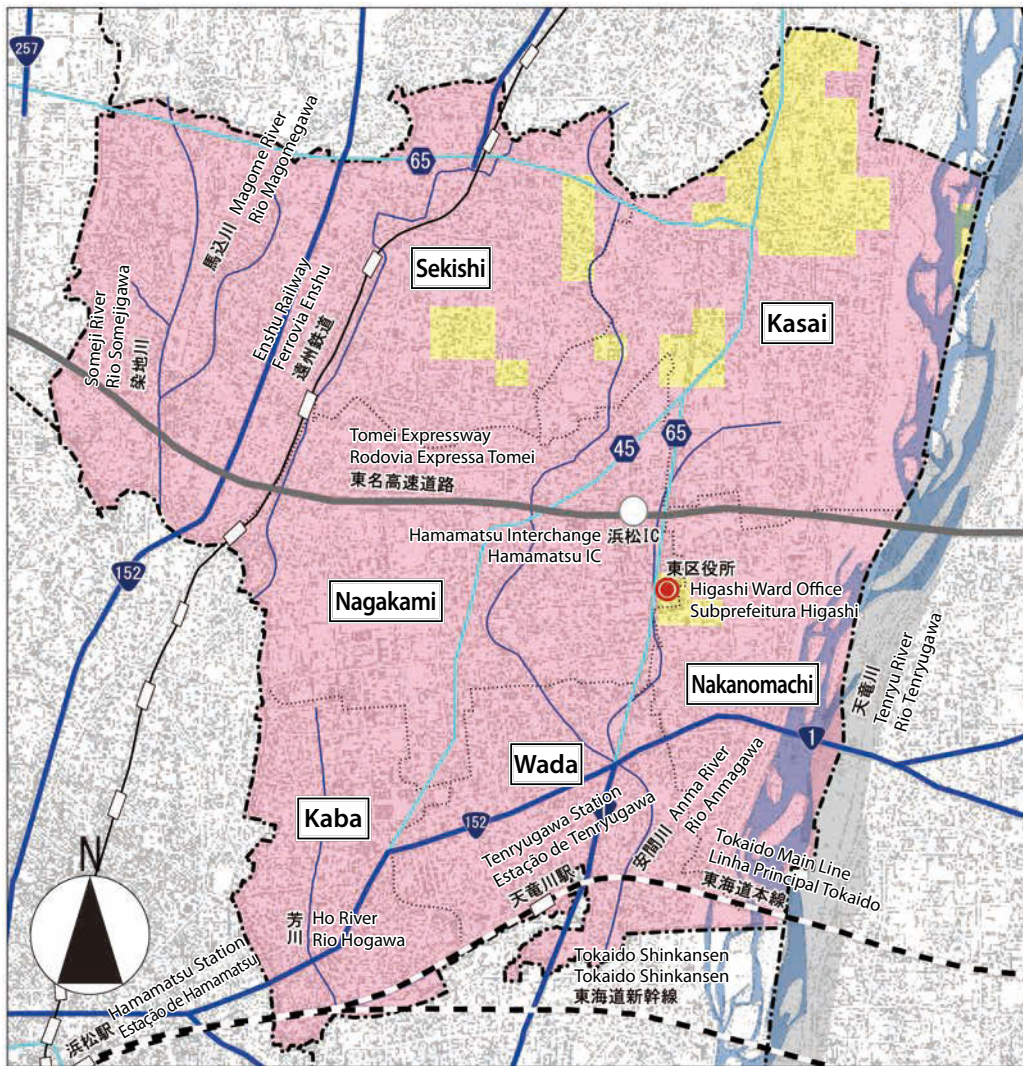 257
65
馬込川
Magome River
Rio Magomegawa
Sekishi
Kasai
Someji River
Rio Somejigawa
染地川
Enshu Railway
Ferrovia Enshu
遠州鉄道
Tomei Expressway
Rodovia Expressa Tomei
東名高速道路
45
65
Hamamatsu Interchange
Hamamatsu IC
浜松IC
152
Nagakami
東区役所
Higashi Ward Office
Subprefeitura Higashi
Nakanomachi
天竜川
Tenryu River
Rio Tenryugawa
1
Wada
Kaba
152
Tenryugawa Station
Estação de Tenryugawa
天竜川駅
安間川
Anma River
Rio Anmagawa
Tokaido Main Line
Linha Principal Tokaido
東海道本線
N
芳川
Ho River
Rio Hogawa
浜松駅
Hamamatsu Station
Estação de Hamamatsu
Tokaido Shinkansen
Tokaido Shinkansen
東海道新幹線